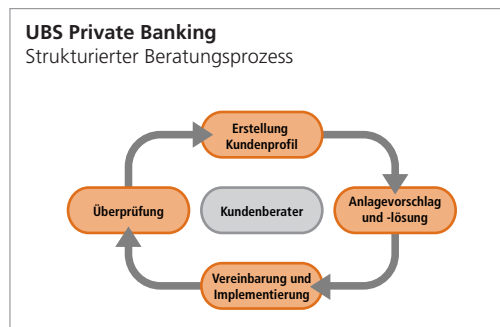 UBS Private Banking
Strukturierter Beratungsprozess
Erstellung
Kundenprofil
Überprüfung
Kundenberater
Anlagevorschlag
und -lösung
Vereinbarung und
Implementierung